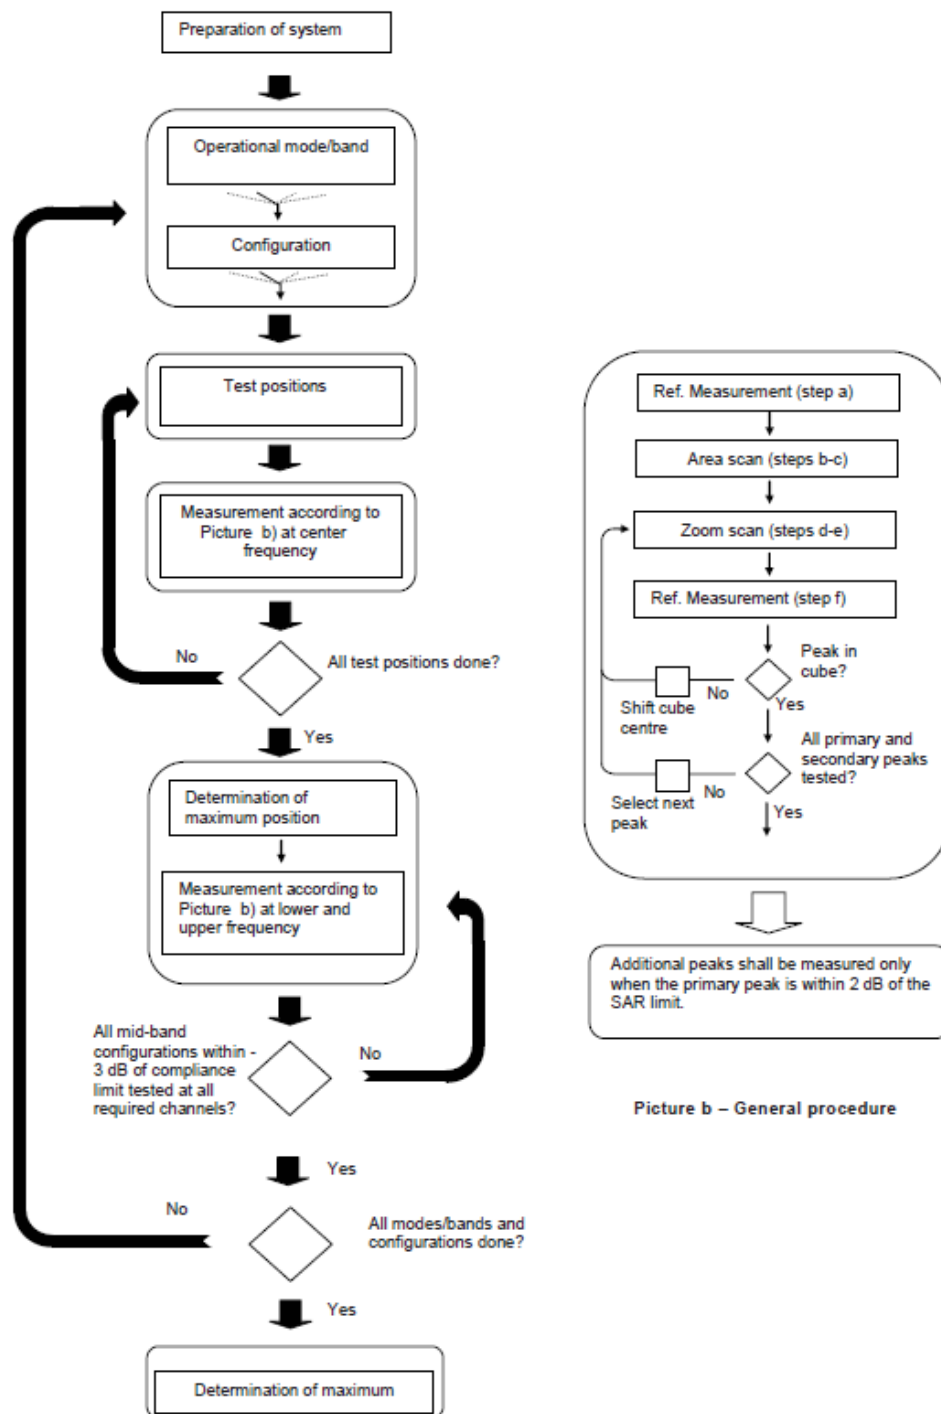 Preparation of system
Operational mode/band
Configuration
Test positions
Measurement according to
Picture b) at center
frequency
No
All test positions done?
Yes
Determination of
maximum position
Measurement according to
Picture b) at lower and
upper frequency
All mid-band
configurations within -
3 dB of compliance
limit tested at all
required channels?
No
Yes
No
All modes/bands and
configurations done?
Yes
Determination of maximum
Ref. Measurement (step a)
Area scan (steps b-c)
Zoom scan (steps d-e)
Ref. Measurement (step f)
Peak in
cube?
No
Shift cube
centre
Yes
All primary and
secondary peaks
tested?
No
Select next
peak
Yes
Additional peaks shall be measured only
when the primary peak is within 2 dB of the
SAR limit.
Picture b – General procedure